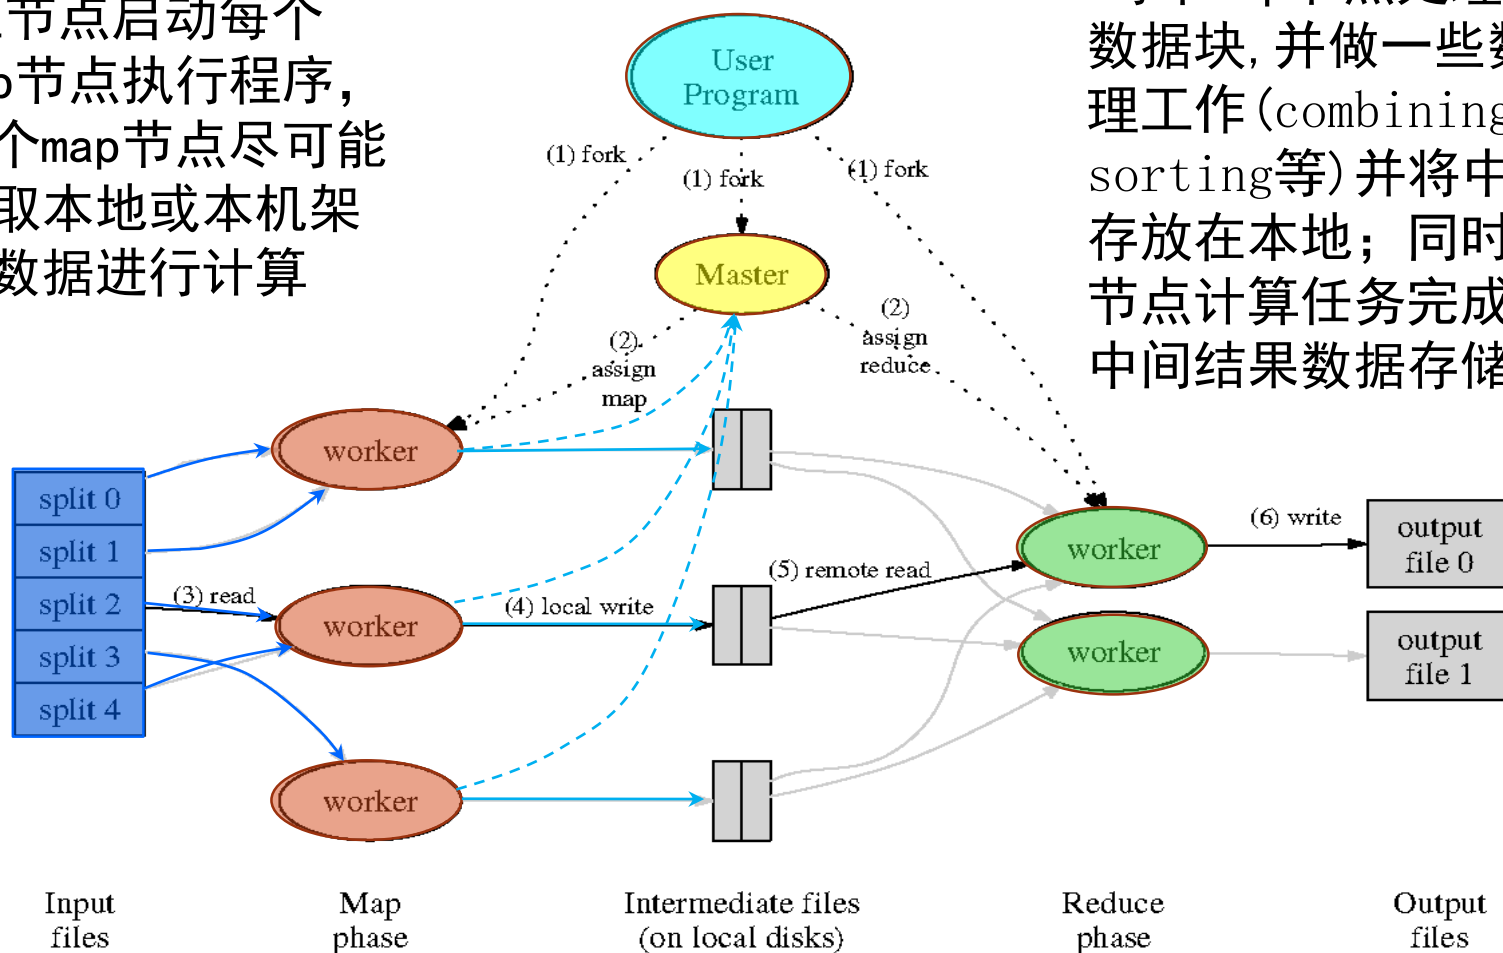 节点启动每个
节点执行程序，
个map节点尽可能
取本地或本机架
数据进行计算
数据块,并做一些数
理工作(combining
sorting等)并将中
存放在本地；同时
节点计算任务完成
中间结果数据存储
User
Program
(1) fork
(1) fork
(1) fork
Master
(2)
assign
map
(2)
assign
reduce
split 0
split 1
split 2
split 3
split 4
(3) read
worker
worker
worker
(4) local write
(5) remote read
worker
worker
(6) write
output
file 0
output
file 1
Input
files
Map
phase
Intermediate files
(on local disks)
Reduce
phase
Output
files